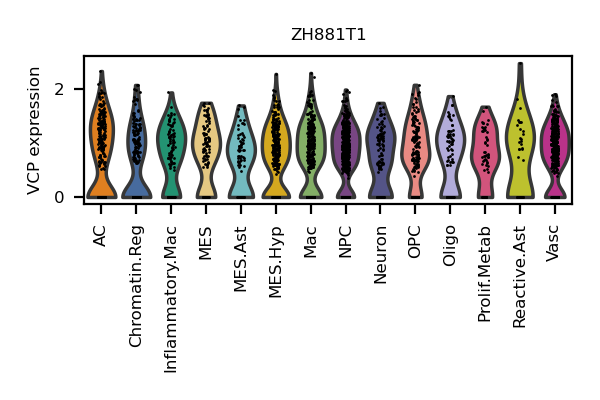 ZH881T1
VCP expression
2
0
AC
Chromatin.Reg
Inflammatory.Mac
MES
MES.Ast
MES.Hyp
Mac
NPC
Neuron
OPC
Oligo
Prolif.Metab
Reactive.Ast
Vasc